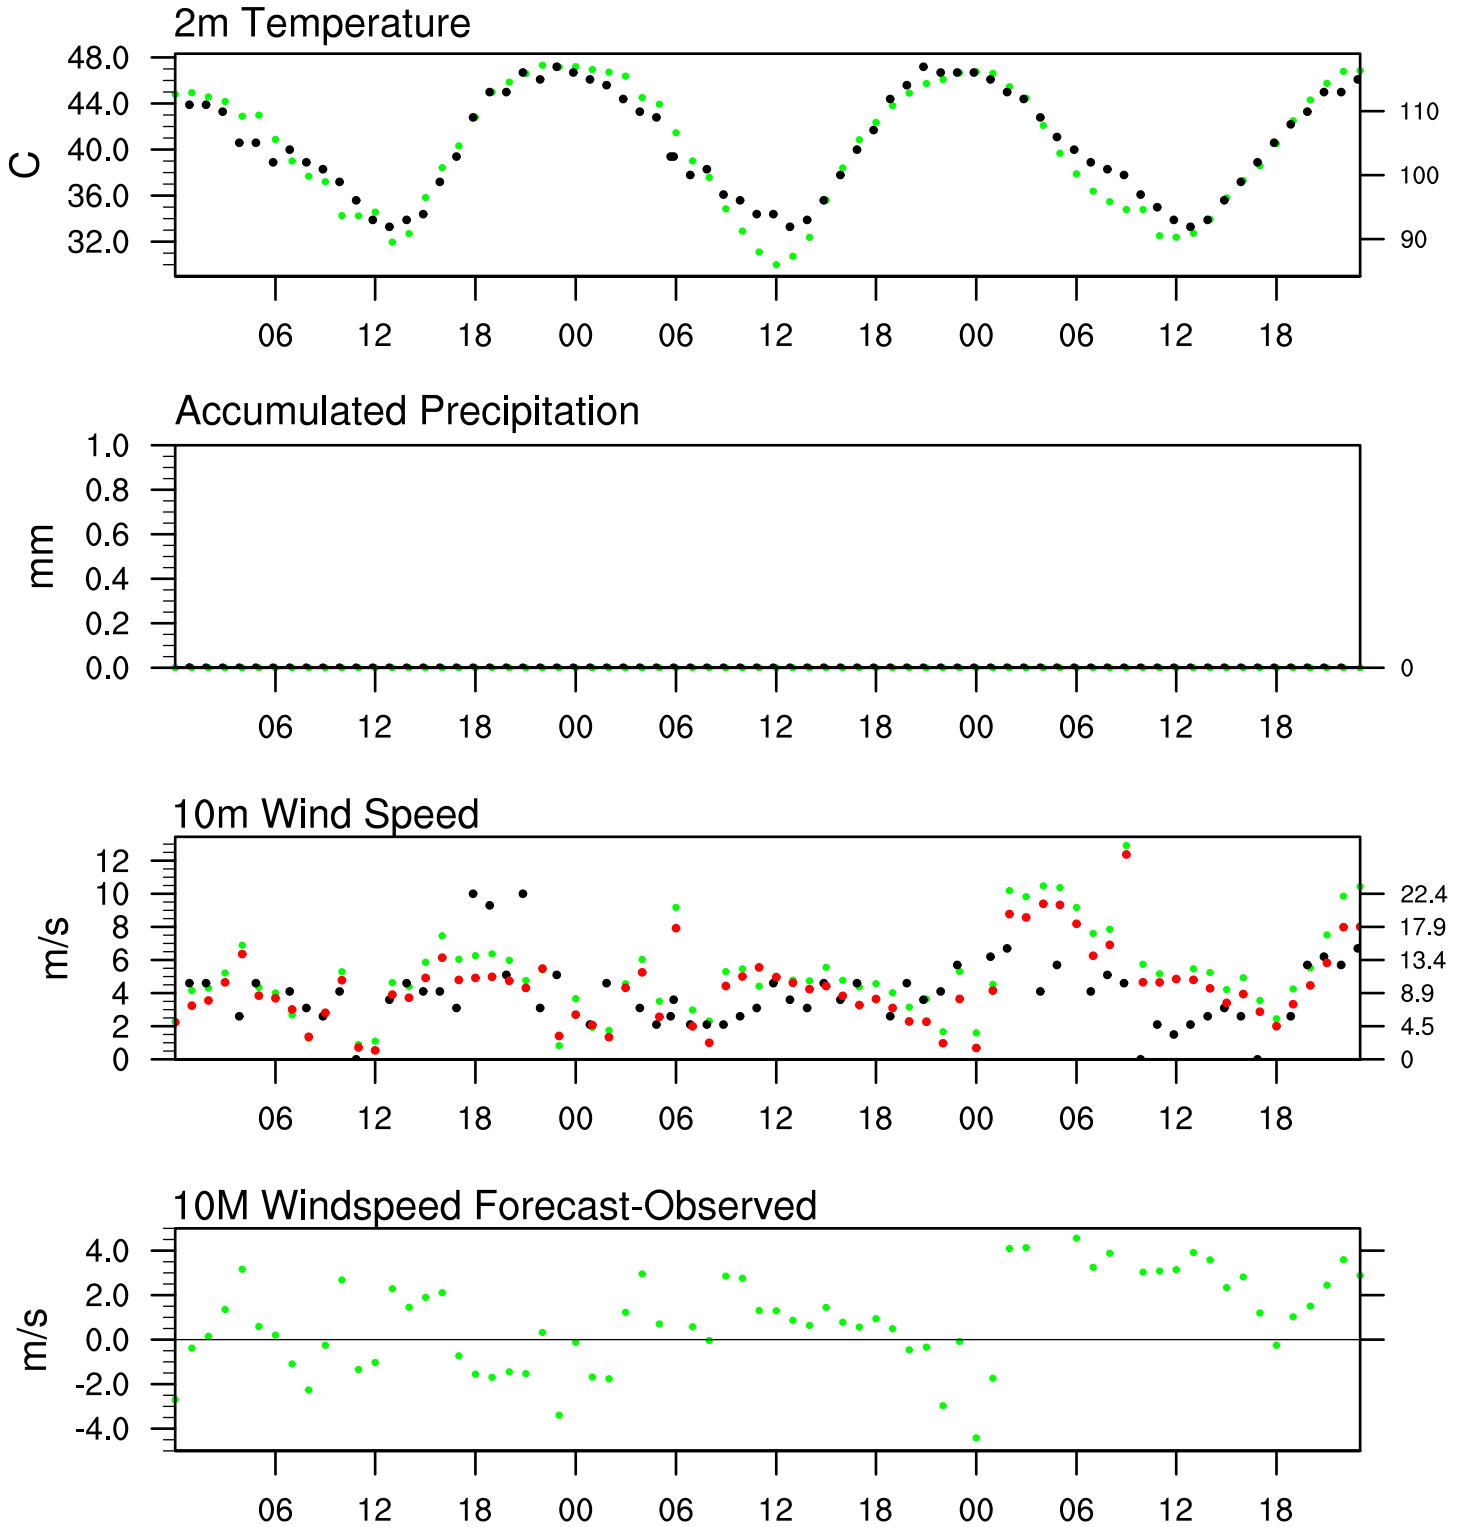 2m Temperature
48.0
44.0
40.0
36.0
32.0
C
110
100
90
06 12 18 00 06 12 18 00 06 12 18
Accumulated Precipitation
1.0
0.8
0.6
0.4
0.2
0.0
mm
0
06 12 18 00 06 12 18 00 06 12 18
10m Wind Speed
12
10
8
6
4
2
0
m/s
22.4
17.9
13.4
8.9
4.5
0
06 12 18 00 06 12 18 00 06 12 18
10M Windspeed Forecast-Observed
4.0
2.0
0.0
-2.0
-4.0
m/s
06 12 18 00 06 12 18 00 06 12 18